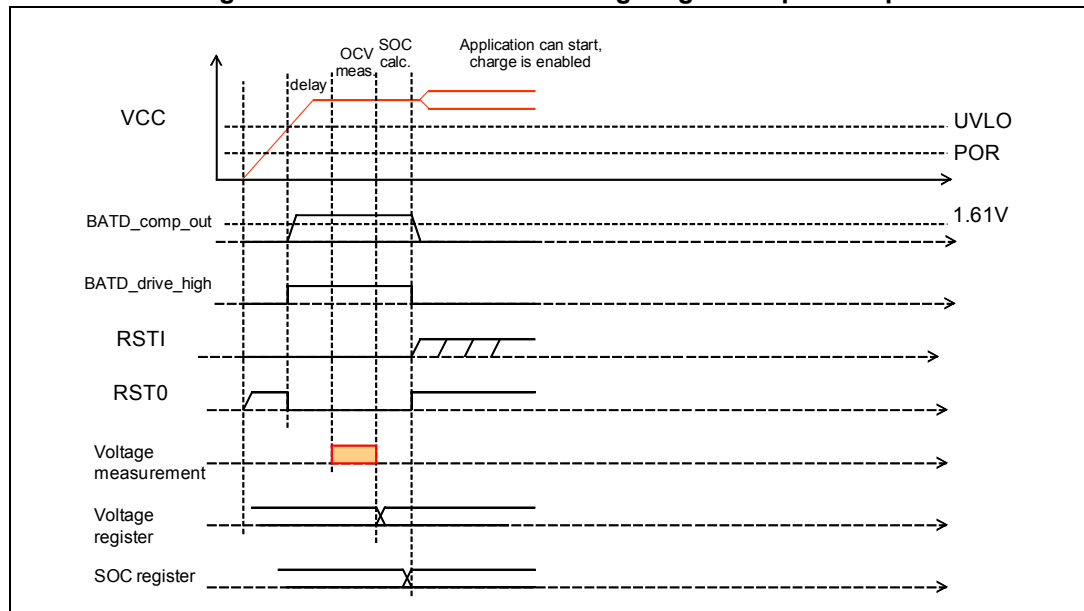 SOC
OCV
calc.
meas.
delay
Application can start,
charge is enabled
VCC
UVLO
POR
BATD_comp_out
1.61V
BATD_drive_high
RSTI
RST0
Voltage
measurement
Voltage
register
SOC register